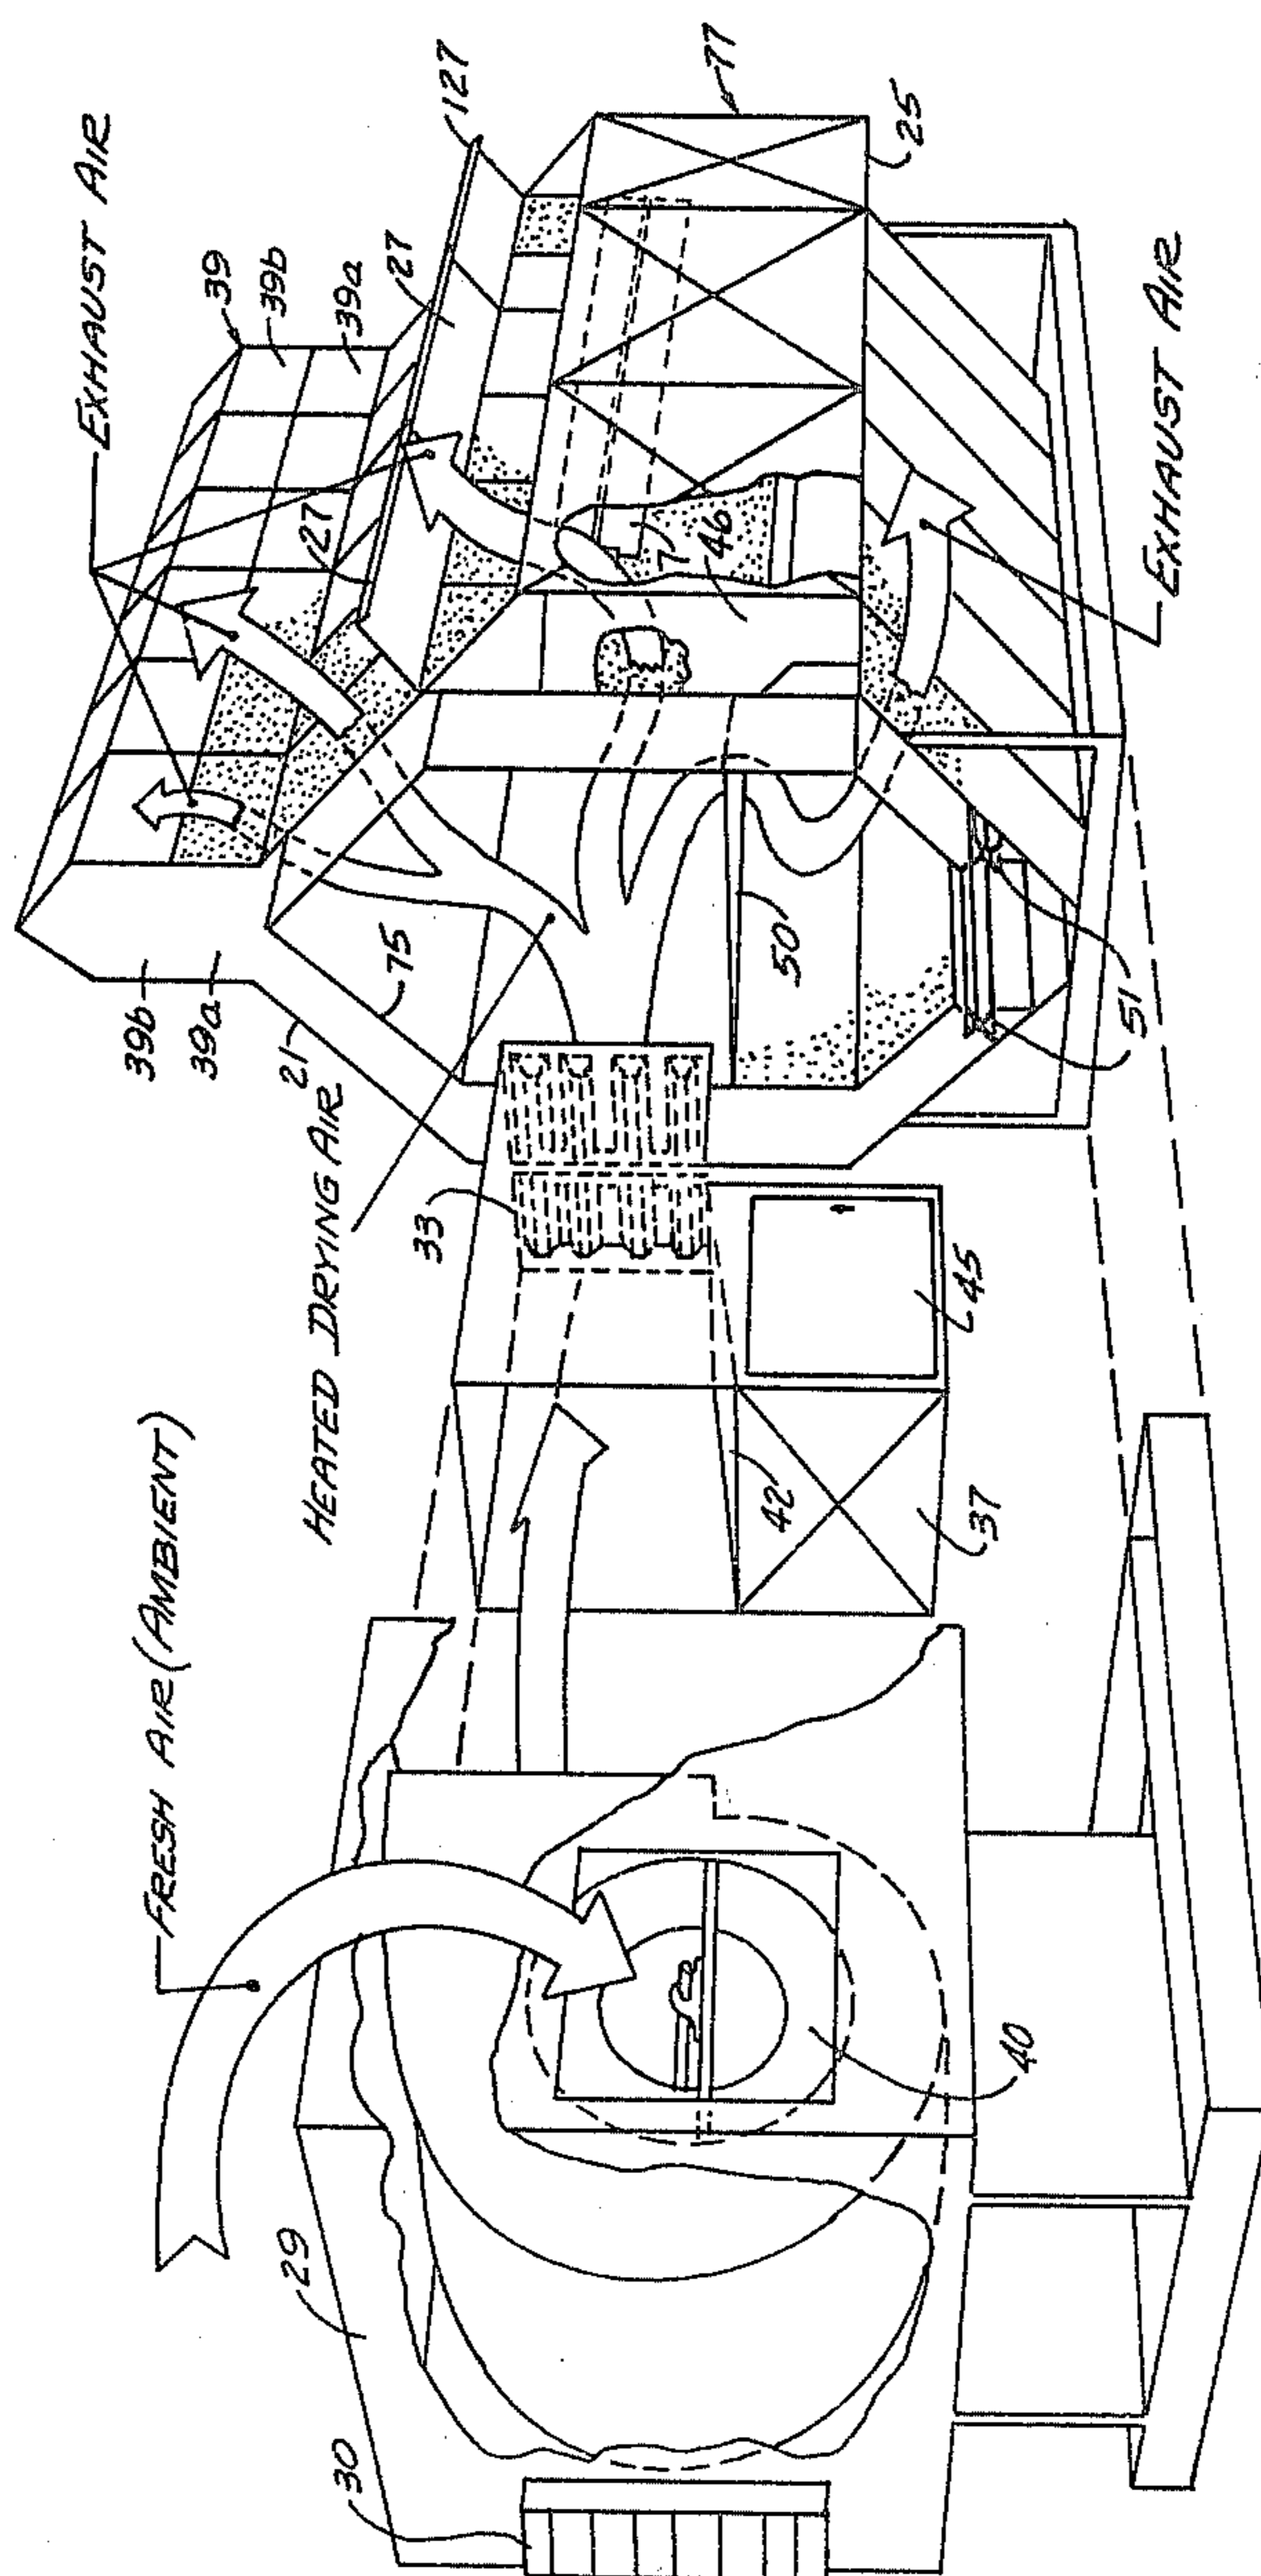 EXHAUST AIR
39
39b
39a
127
27
27
77
25
71
46
EXHAUST AIR
39b
39a
21
75
50
51
HEATED DRYING AIR
33
45
42
37
FRESH AIR (AMBIENT)
29
30
40